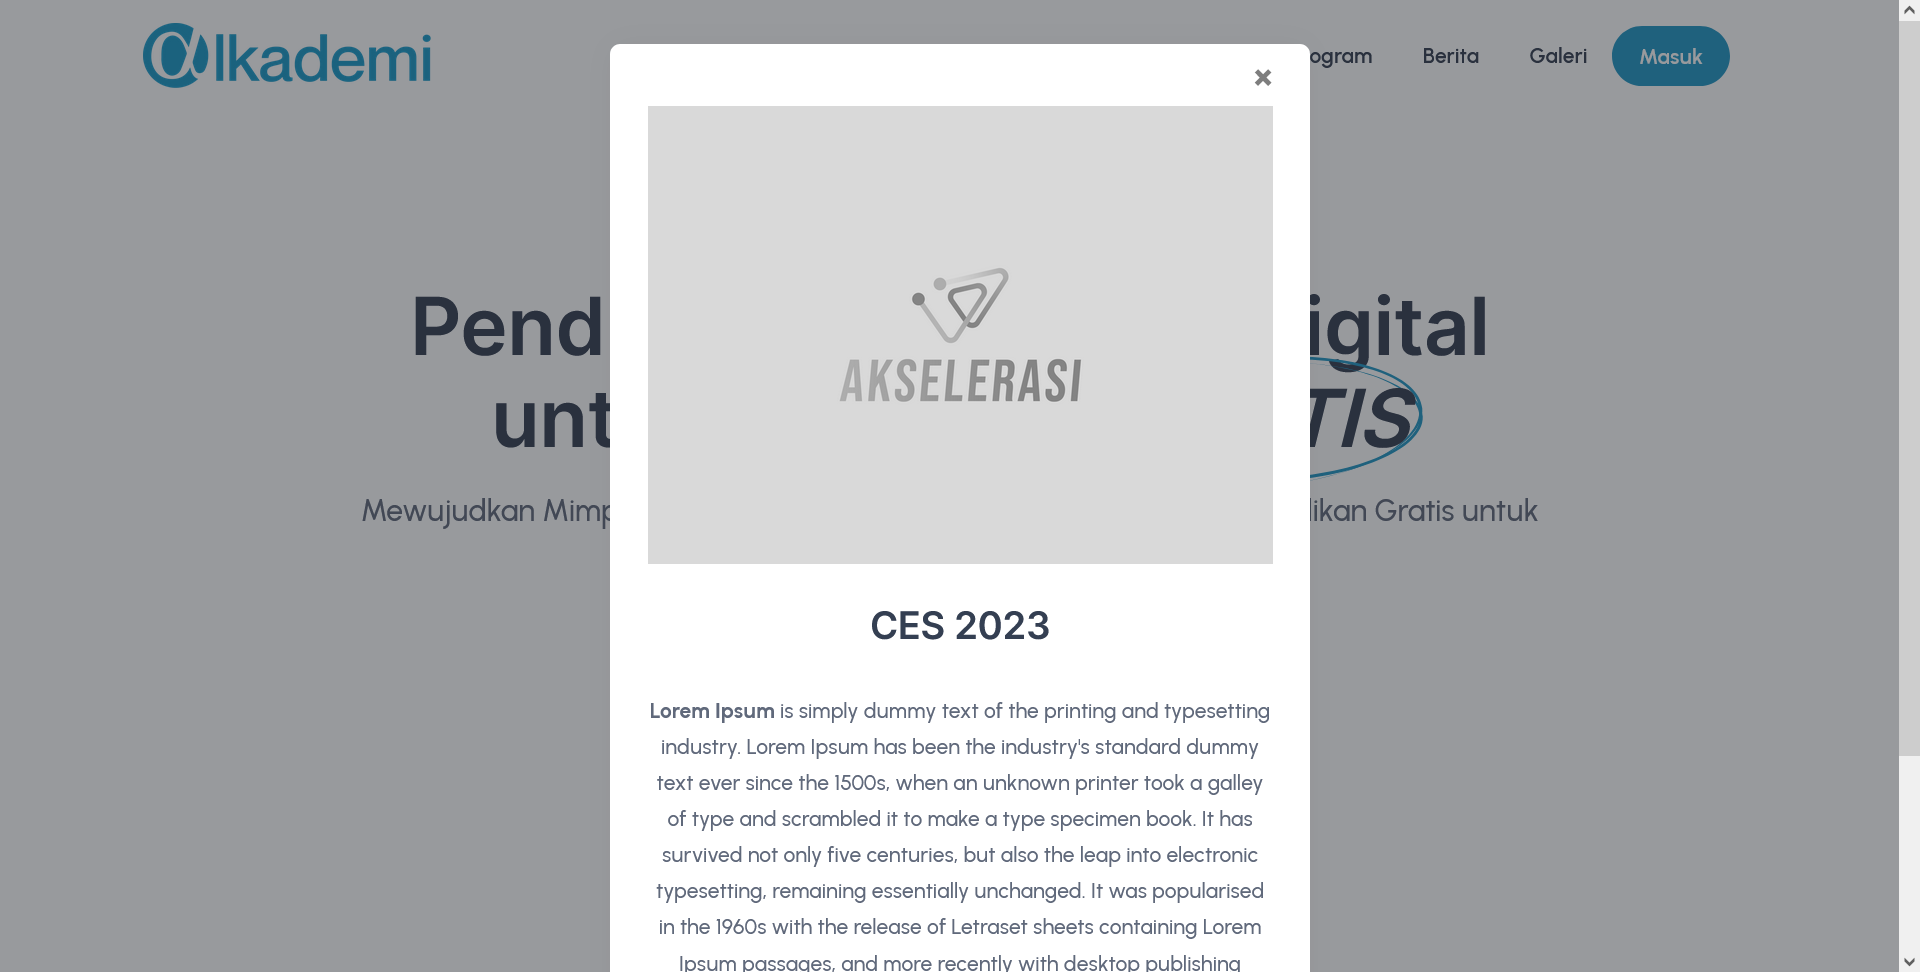 @lkademi
ogram
Berita
Galeri
Masuk
AKSELERASI
Pend
igital
unt
TIS
Mewujudkan Mimp
likan Gratis untuk
CES 2023
Lorem Ipsum is simply dummy text of the printing and typesetting
industry. Lorem Ipsum has been the industry's standard dummy
text ever since the 1500s, when an unknown printer took a galley
of type and scrambled it to make a type specimen book. It has
survived not only five centuries, but also the leap into electronic
typesetting, remaining essentially unchanged. It was popularised
in the 1960s with the release of Letraset sheets containing Lorem
Ipsum passages, and more recently with desktop publishing